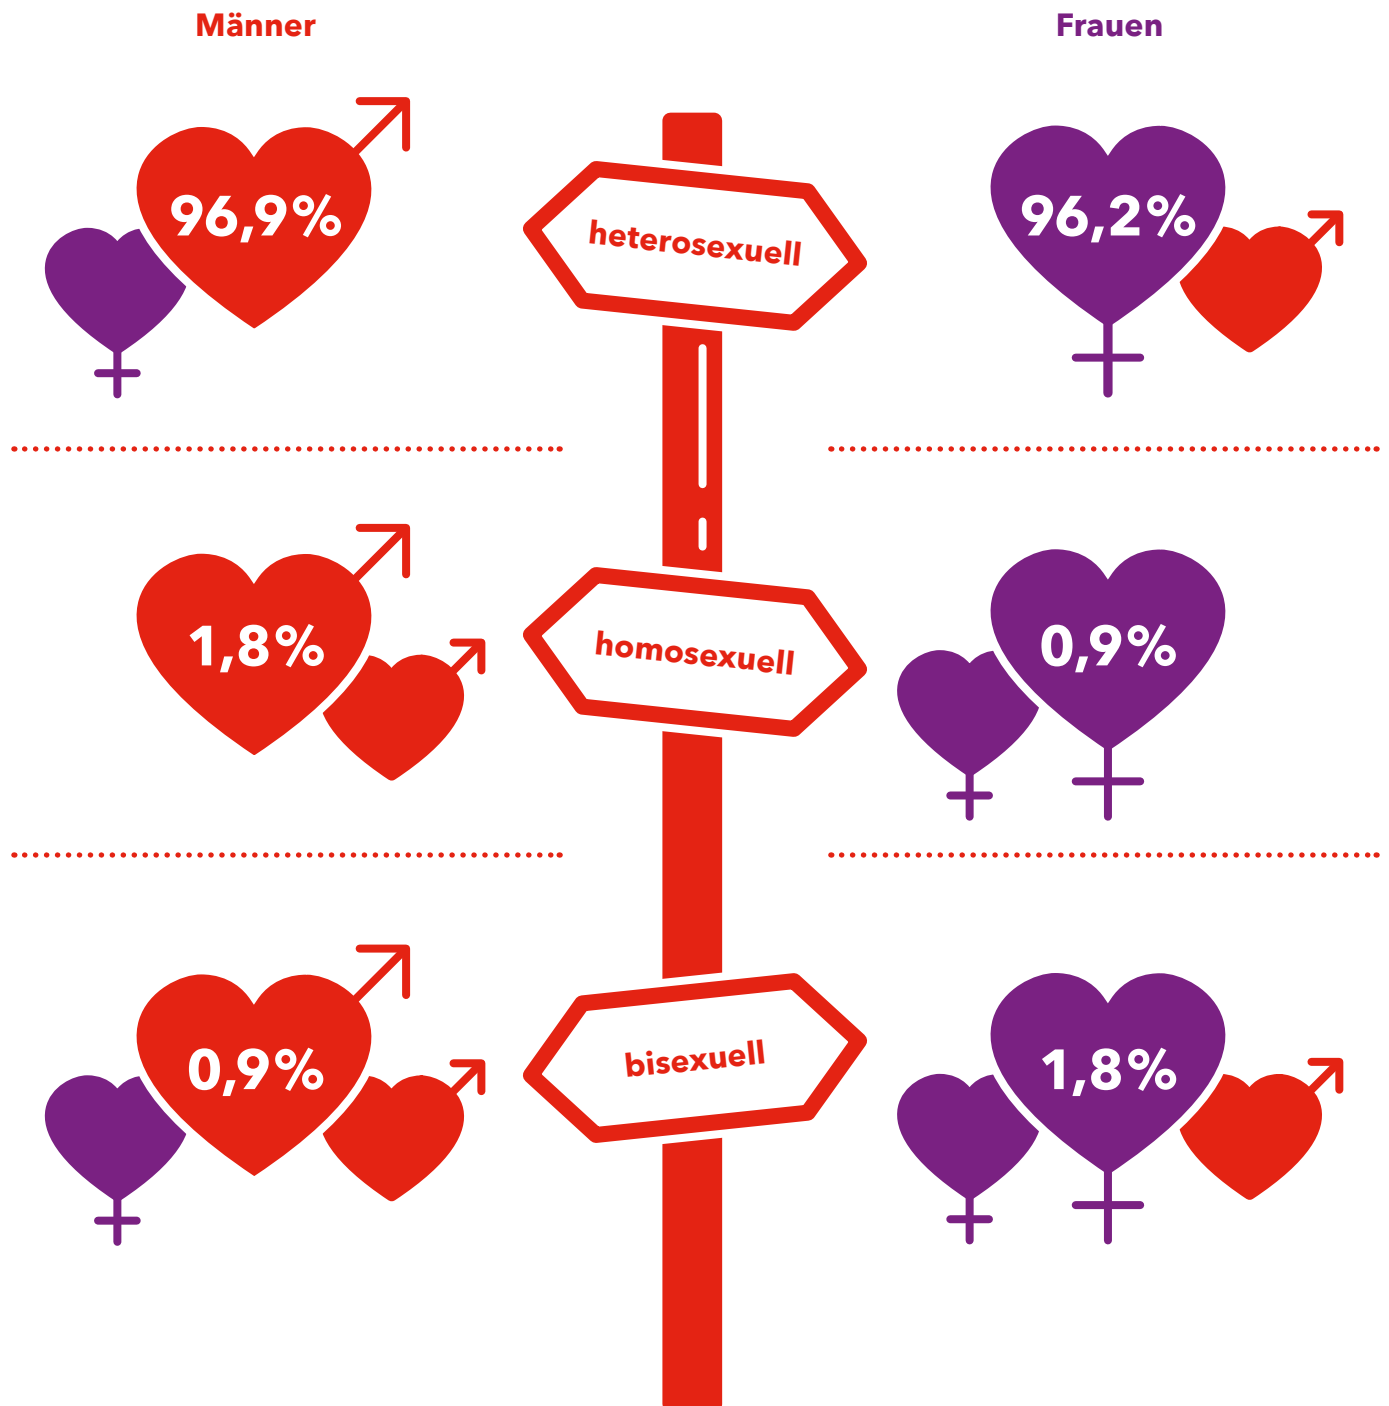 Männer
Frauen
96,9%
heterosexuell
96,2%
1,8%
homosexuell
0,9%
0,9%
bisexuell
1,8%